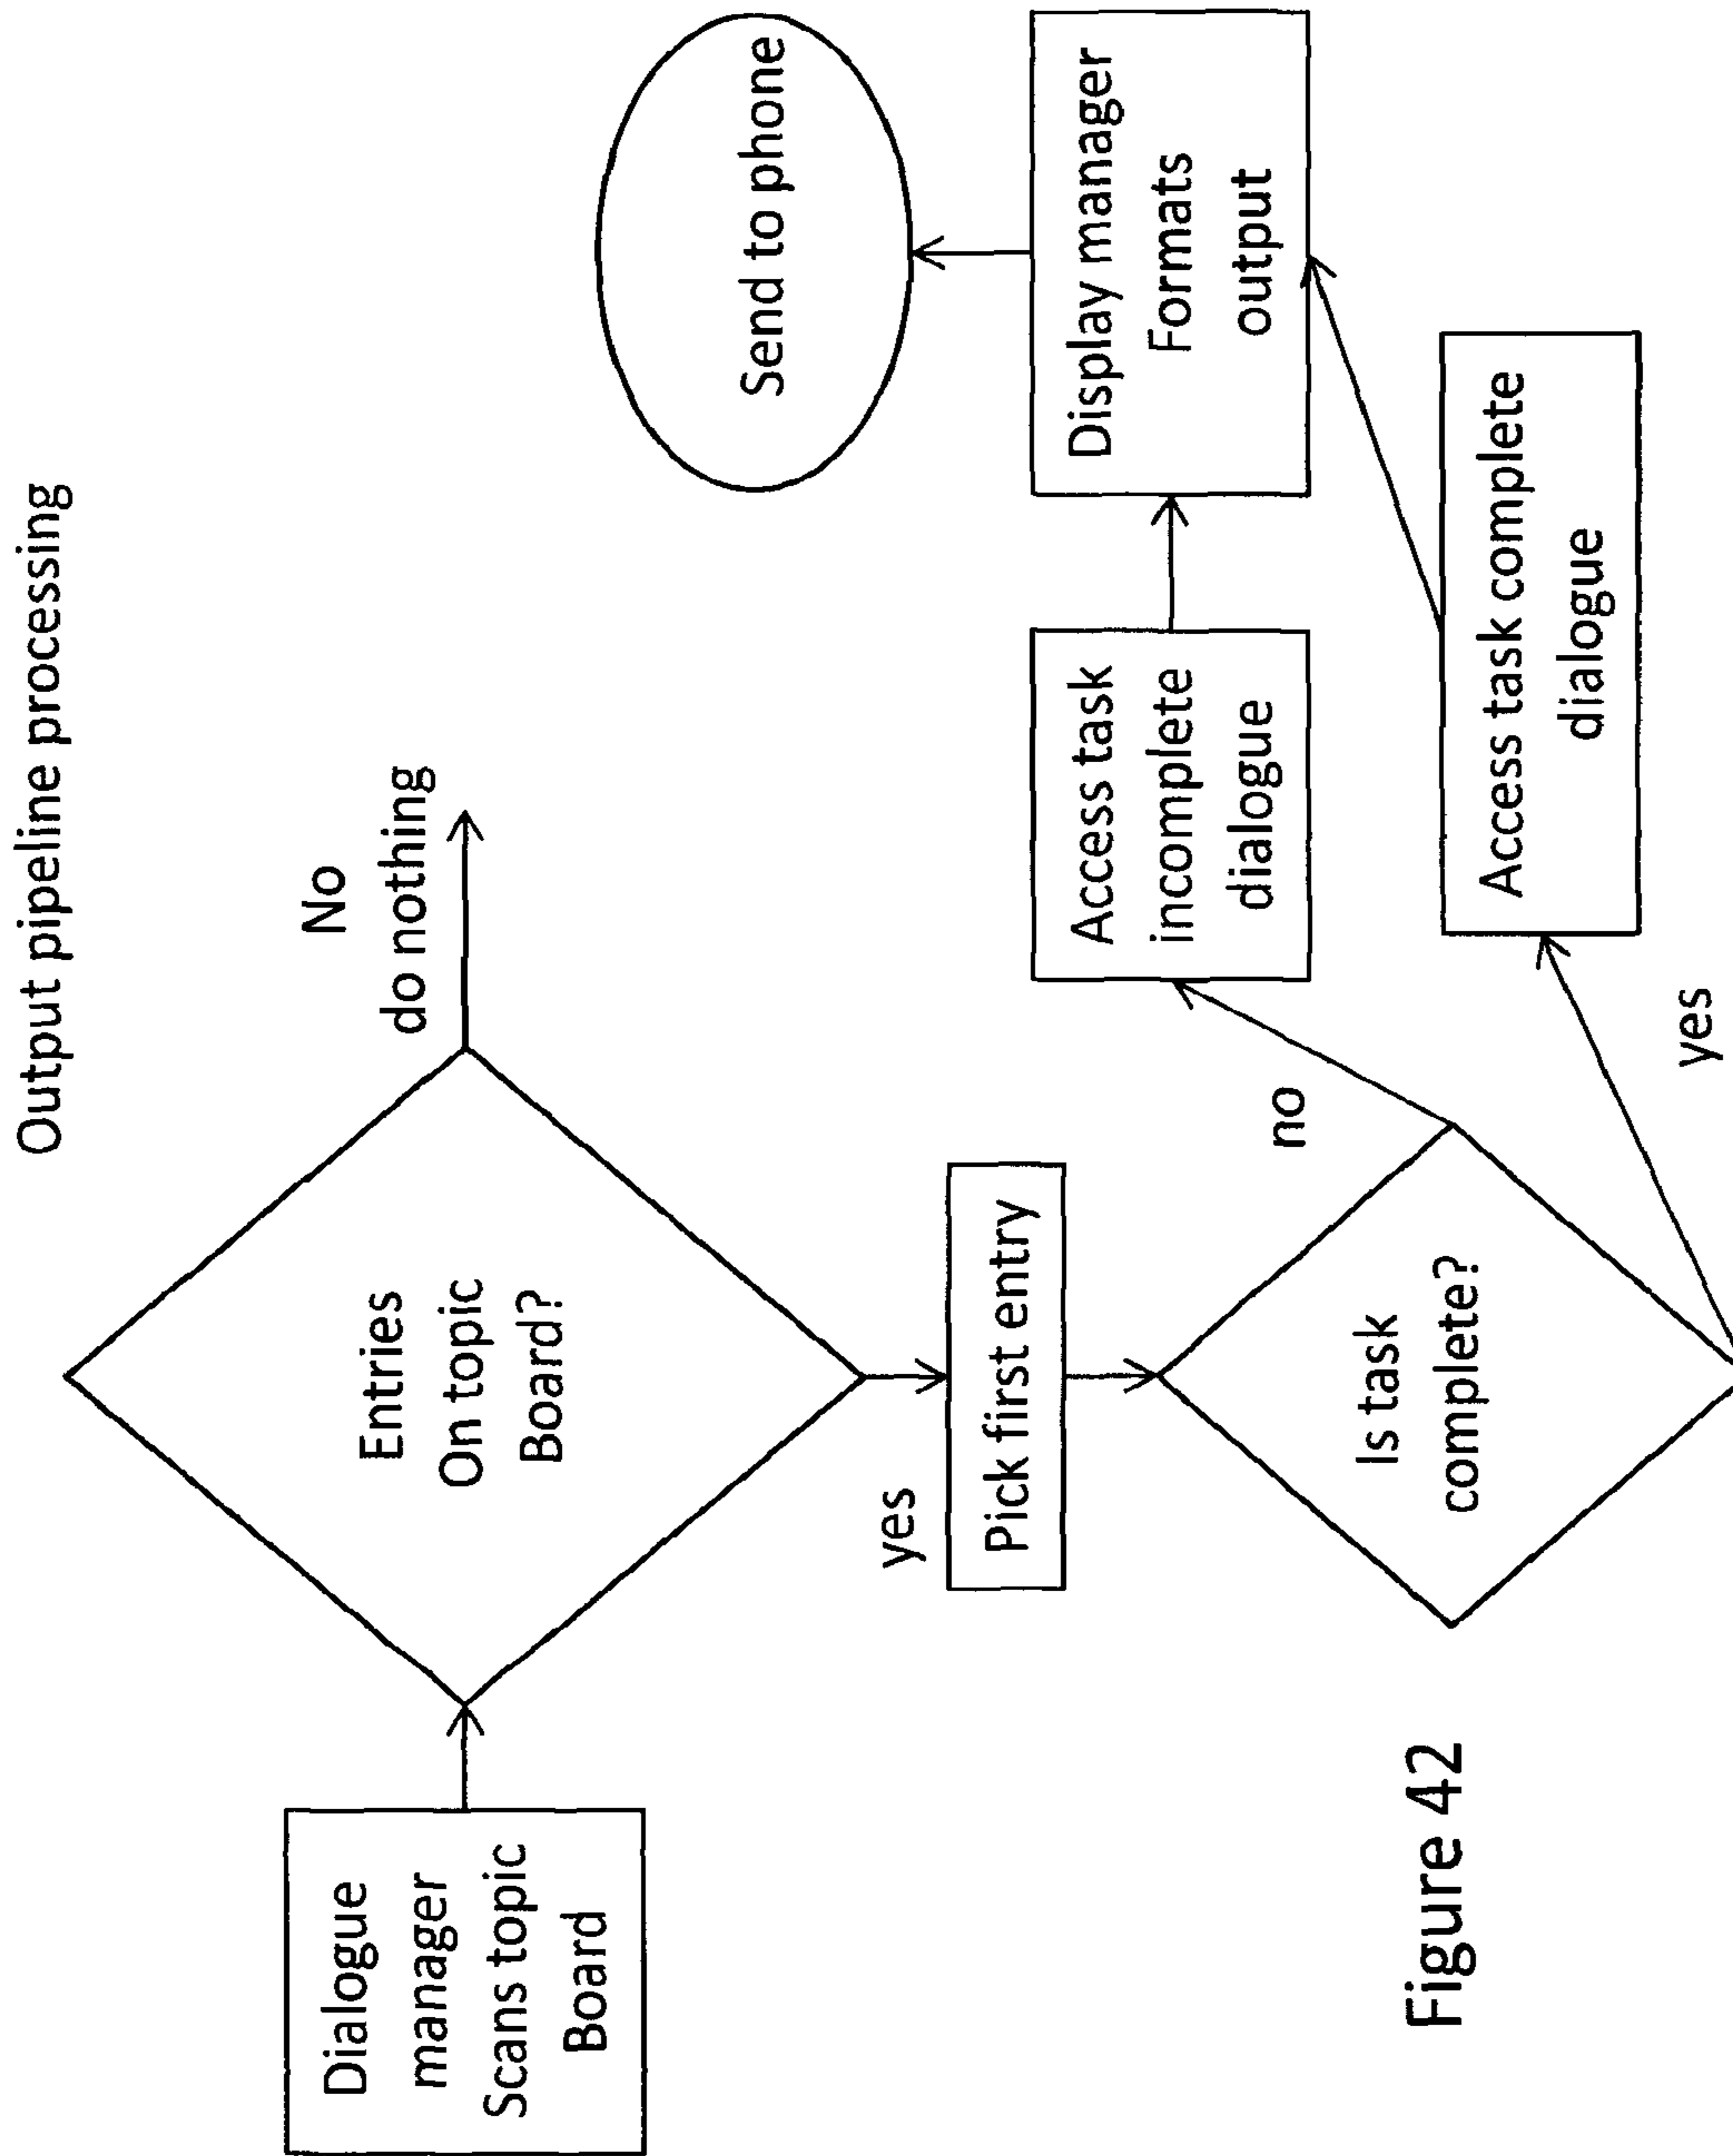 Output pipeline processing
Dialogue
manager
Scans topic
Board
Entries
On topic
Board?
No
do nothing
yes
Pick first entry
Is task
complete?
no
yes
Access task
incomplete
dialogue
Access task complete
dialogue
Display manager
Formats
output
Send to phone
Figure 42